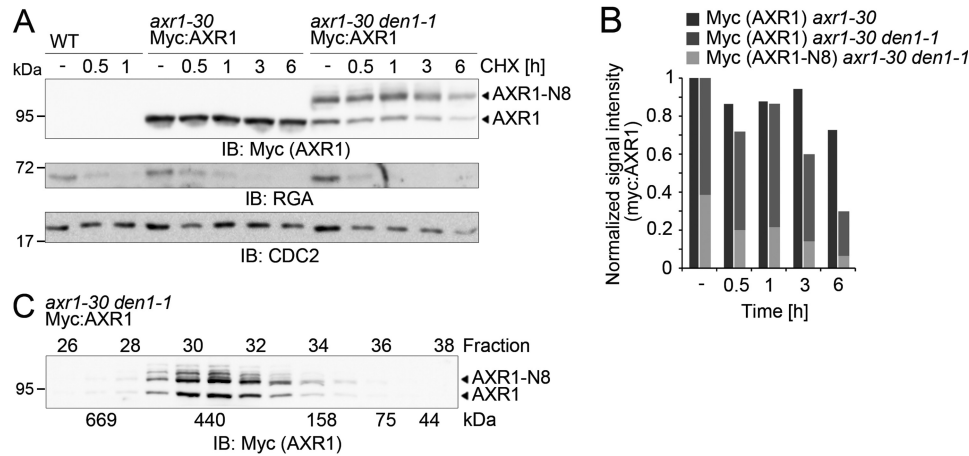 A
WT
axr1-30
Myc:AXR1
axr1-30 den1-1
Myc:AXR1
kDa - 0.5 1 - 0.5 1 3 6 - 0.5 1 3 6 CHX [h]
95
AXR1-N8
AXR1
IB: Myc (AXR1)
72
IB: RGA
17
IB: CDC2
B
Myc (AXR1) axr1-30
Myc (AXR1) axr1-30 den1-1
Myc (AXR1-N8) axr1-30 den1-1
Normalized signal intensity
(myc:AXR1)
1
0.8
0.6
0.4
0.2
0
- 0.5 1 3 6
Time [h]
C
axr1-30 den1-1
Myc:AXR1
26 28 30 32 34 36 38 Fraction
95
AXR1-N8
AXR1
669 440 158 75 44 kDa
IB: Myc (AXR1)